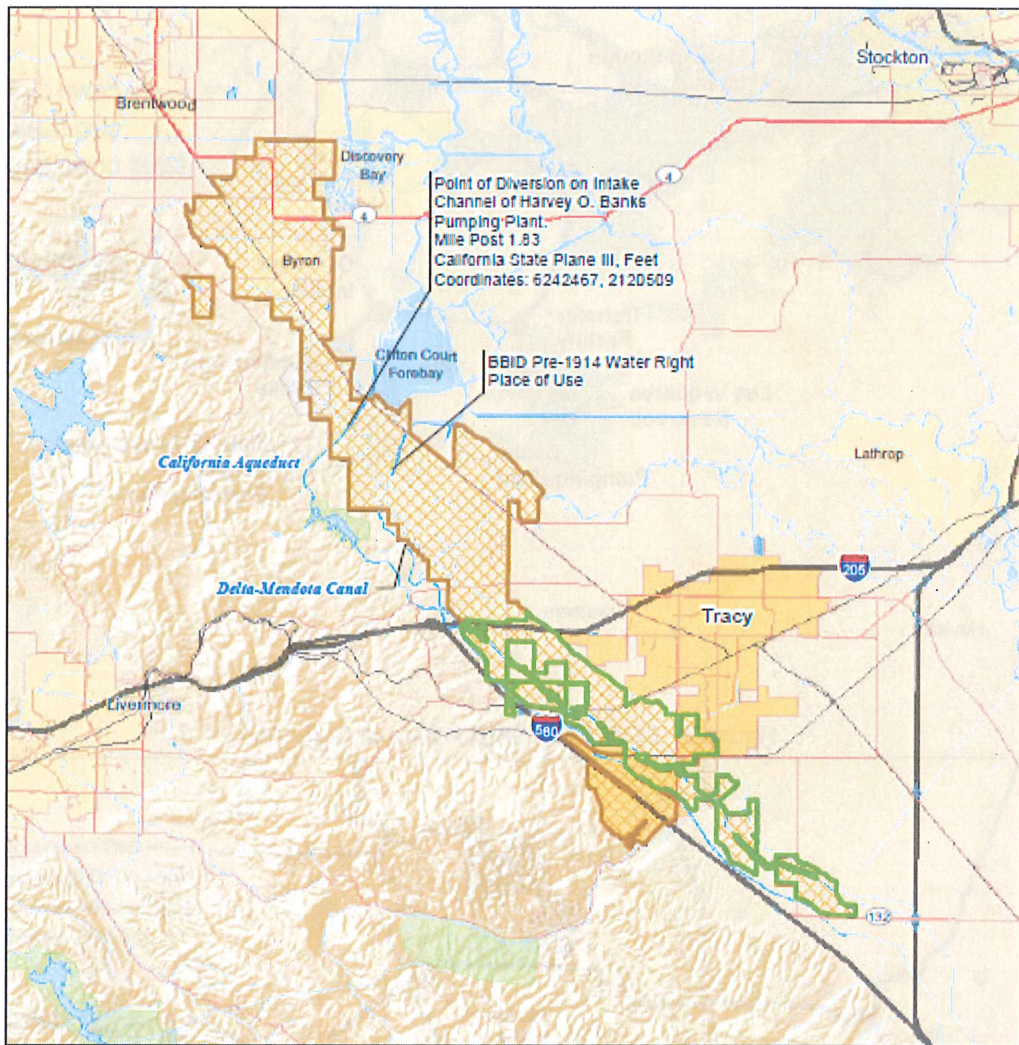 Stockton
Brentwood
Discovery
Bay
Point of Diversion on Intake
Channel of Harvey O. Banks
Pumping Plant:
Mile Post 1.83
California State Plane III, Feet
Coordinates: 6242467, 2120509
4
4
Byron
Clifton Court
Forebay
BBID Pre-1914 Water Right
Place of Use
California Aqueduct
Lathrop
Delta-Mendota Canal
205
Tracy
Livermore
580
132